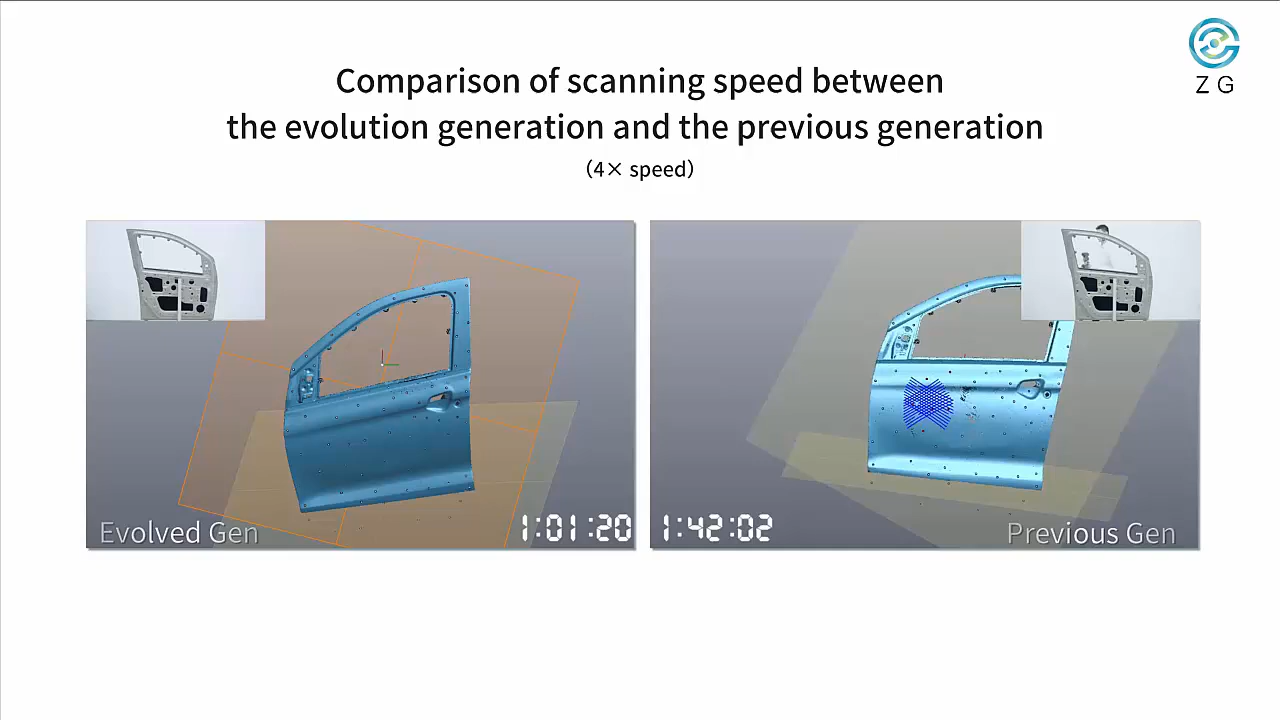 Z G
Comparison of scanning speed between
the evolution generation and the previous generation
（4× speed）
Evolved Gen
1:01:20
1:42:02
Previous Gen